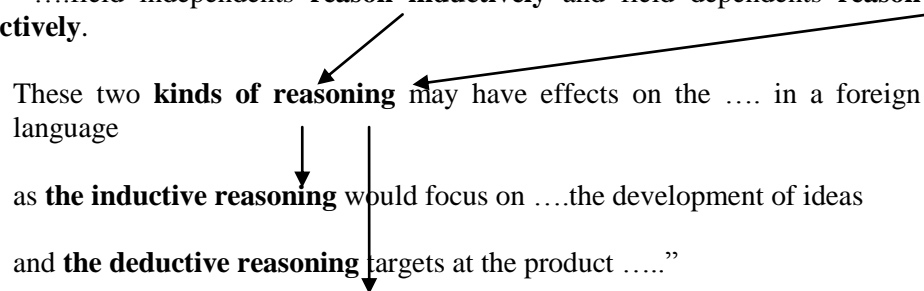 ….field independents reason inductively and field dependents reason
ctively.
These two kinds of reasoning may have effects on the …. in a foreign
language
as the inductive reasoning would focus on ….the development of ideas
and the deductive reasoning targets at the product …..”